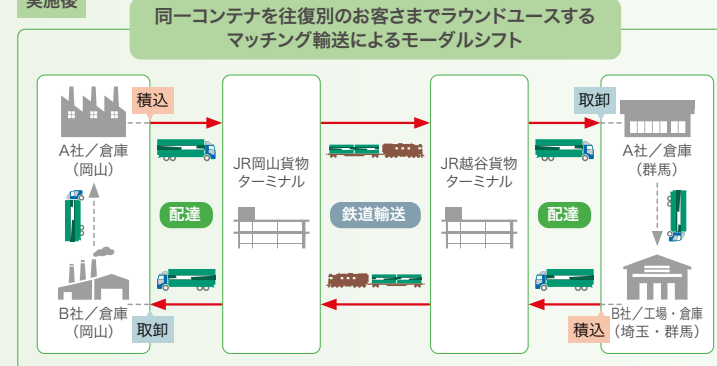 実施後
同一コンテナを往復別のお客さまでラウンドユースする
マッチング輸送によるモーダルシフト
積込
取卸
A社／倉庫
（岡山）
JR岡山貨物
ターミナル
JR越谷貨物
ターミナル
A社／倉庫
（群馬）
配達
鉄道輸送
配達
B社／倉庫
（岡山）
取卸
積込
B社／工場・倉庫
（埼玉・群馬）